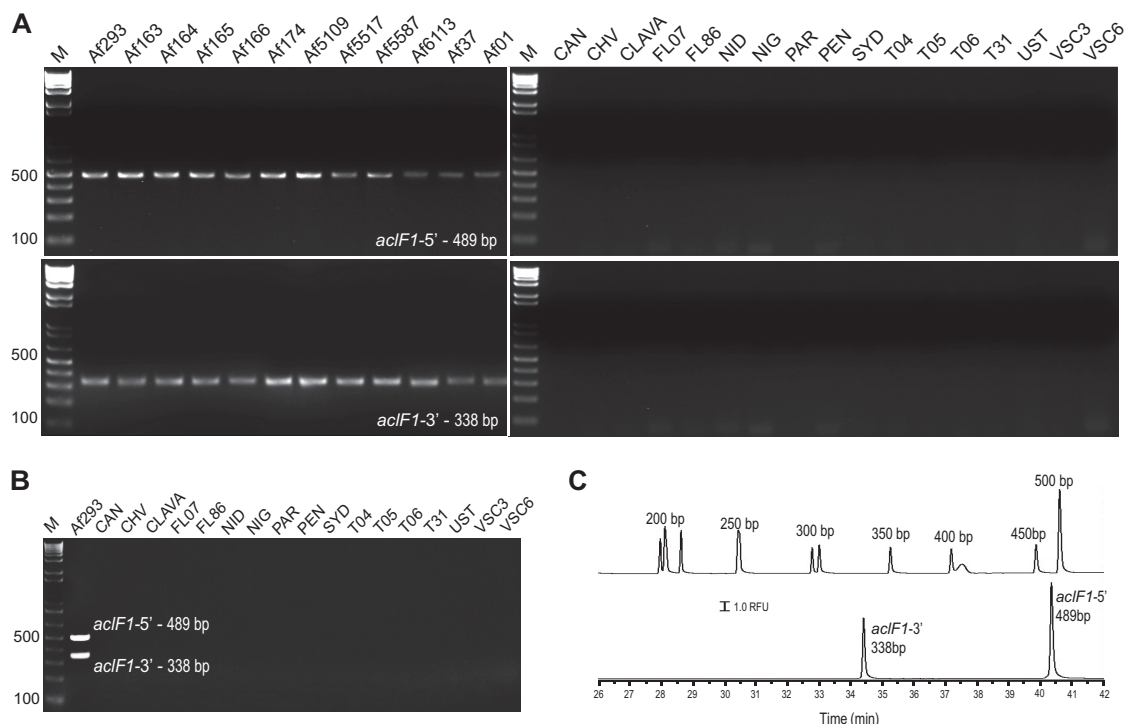 A
M Af293 Af163 Af164 Af165 Af166 Af174 Af5109 Af5517 Af5587 Af6113 Af37 Af01
M CAN CHV CLAVA FL07 FL86 NID NIG PAR PEN SYD T04 T05 T06 T31 UST VSC3 VSC6
500
100
aclF1-5' - 489 bp
500
100
aclF1-3' - 338 bp
B
M Af293 CAN CHV CLAVA FL07 FL86 NID NIG PAR PEN SYD T04 T05 T06 T31 UST VSC3 VSC6
aclF1-5' - 489 bp
500
aclF1-3' - 338 bp
100
C
200 bp 250 bp 300 bp 350 bp 400 bp 450bp 500 bp
1.0 RFU
aclF1-3'
338bp
aclF1-5'
489bp
26 27 28 29 30 31 32 33 34 35 36 37 38 39 40 41 42
Time (min)